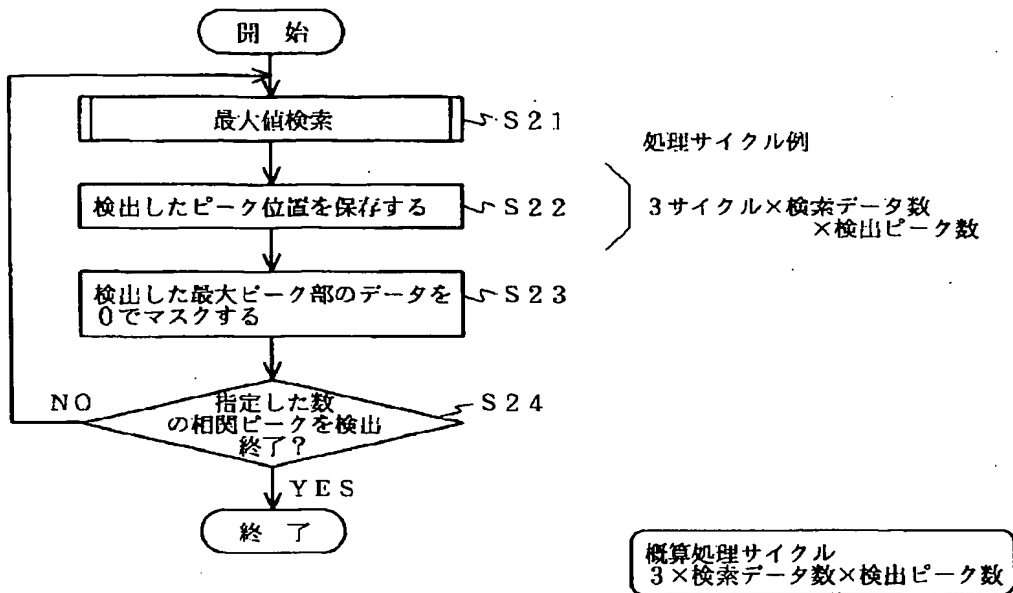 開 始
最大値検索
S21
処理サイクル例
検出したピーク位置を保存する
S22
3サイクル×検索データ数
×検出ピーク数
検出した最大ピーク部のデータを
0でマスクする
S23
指定した数
の相関ピークを検出
終了?
S24
NO
YES
終 了
概算処理サイクル
3×検索データ数×検出ピーク数